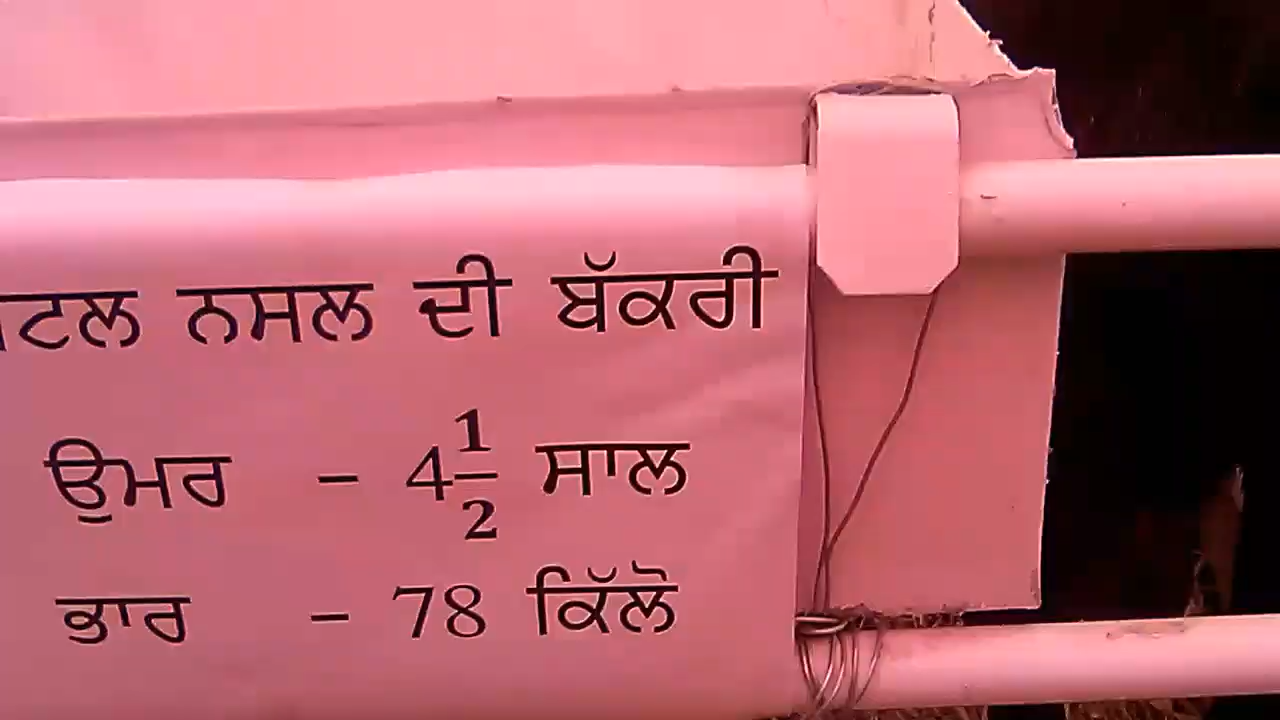 ਨਸਲ ਦੀ ਬੱਕਰੀ
ਉਮਰ - 4½ ਸਾਲ
ਭਾਰ - 78 ਕਿੱਲੋ